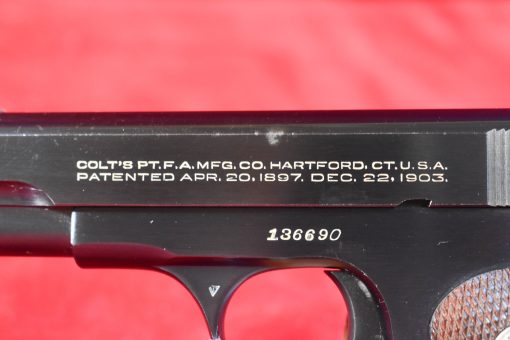 COLT'S PT. F. A. MFG. CO. HARTFORD, CT. U. S. A.
PATENTED APR. 20, 1897. DEC. 22, 1903.
136690